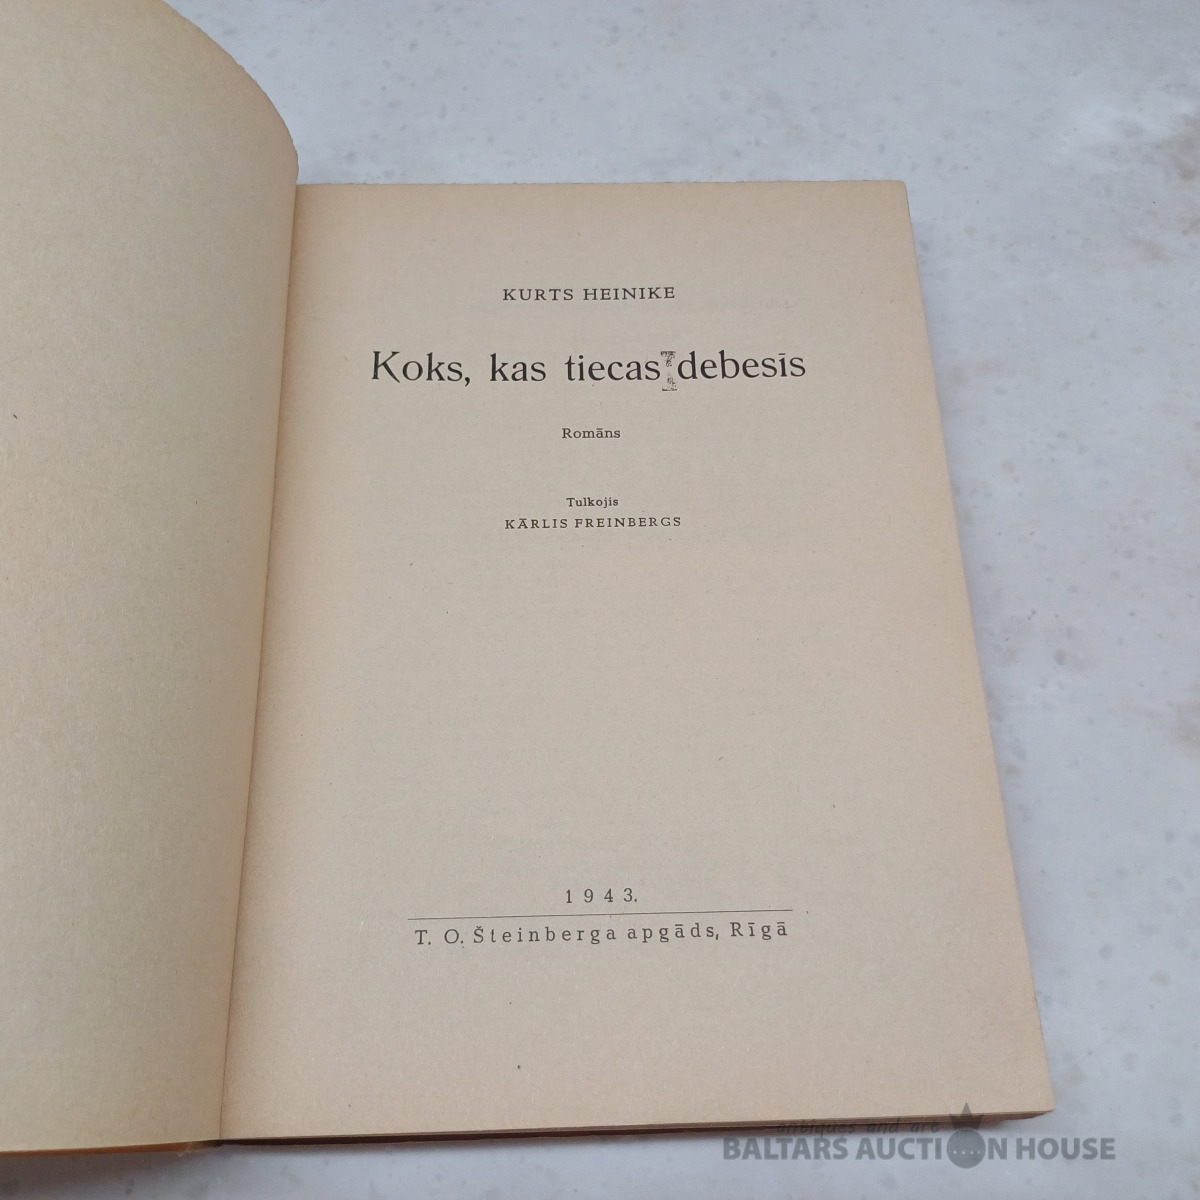 KURTS HEINIKE
Koks, kas tiecas debesīs
Romāns
Tulkojis
KĀRLIS FREINBERGS
1943.
T. O. Šteinberga apgāds, Rīgā
antiques and art
BALTARS AUCTION HOUSE